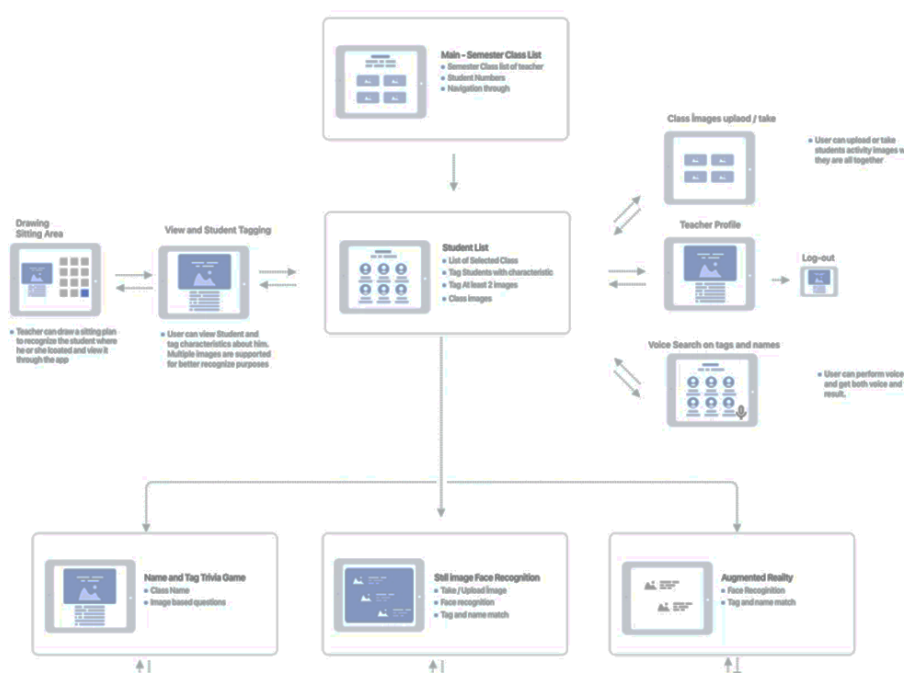 Main - Semester Class List
Semester Class list of teacher
Student Numbers
Navigation through
Class Images uplaod / take
User can upload or take
students activity images w
they are all together
Drawing
Sitting Area
View and Student Tagging
Student List
List of Selected Class
Tag Students with characteristic
Tag At least 2 images
Class images
Teacher Profile
Log-out
Teacher can draw a sitting plan
to recognize the student where
he or she loacted and view it
through the app
User can view Student and
tag characteristics about him.
Multiple images are supported
for better recognize purposes
Voice Search on tags and names
User can perform voice
and get both voice and
result.
Name and Tag Trivia Game
Class Name
Image based questions
Still image Face Recognition
Take / Upload Image
Face recognition
Tag and name match
Augmented Reality
Face Recoginition
Tag and name match